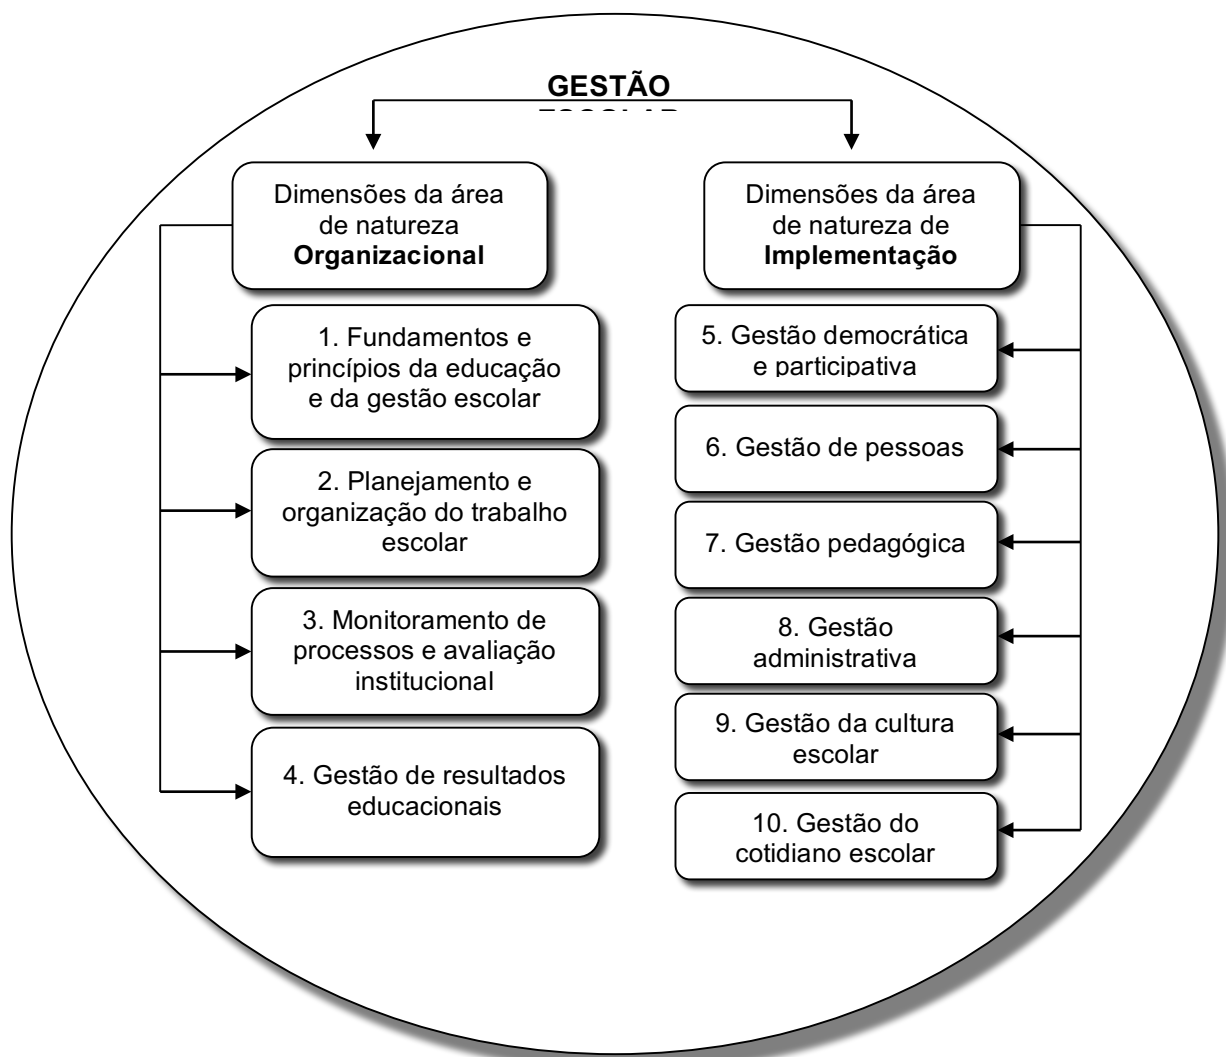 GESTÃO
Dimensões da área
de natureza
Organizacional
1. Fundamentos e
princípios da educação
e da gestão escolar
2. Planejamento e
organização do trabalho
escolar
3. Monitoramento de
processos e avaliação
institucional
4. Gestão de resultados
educacionais
Dimensões da área
de natureza de
Implementação
5. Gestão democrática
e participativa
6. Gestão de pessoas
7. Gestão pedagógica
8. Gestão
administrativa
9. Gestão da cultura
escolar
10. Gestão do
cotidiano escolar